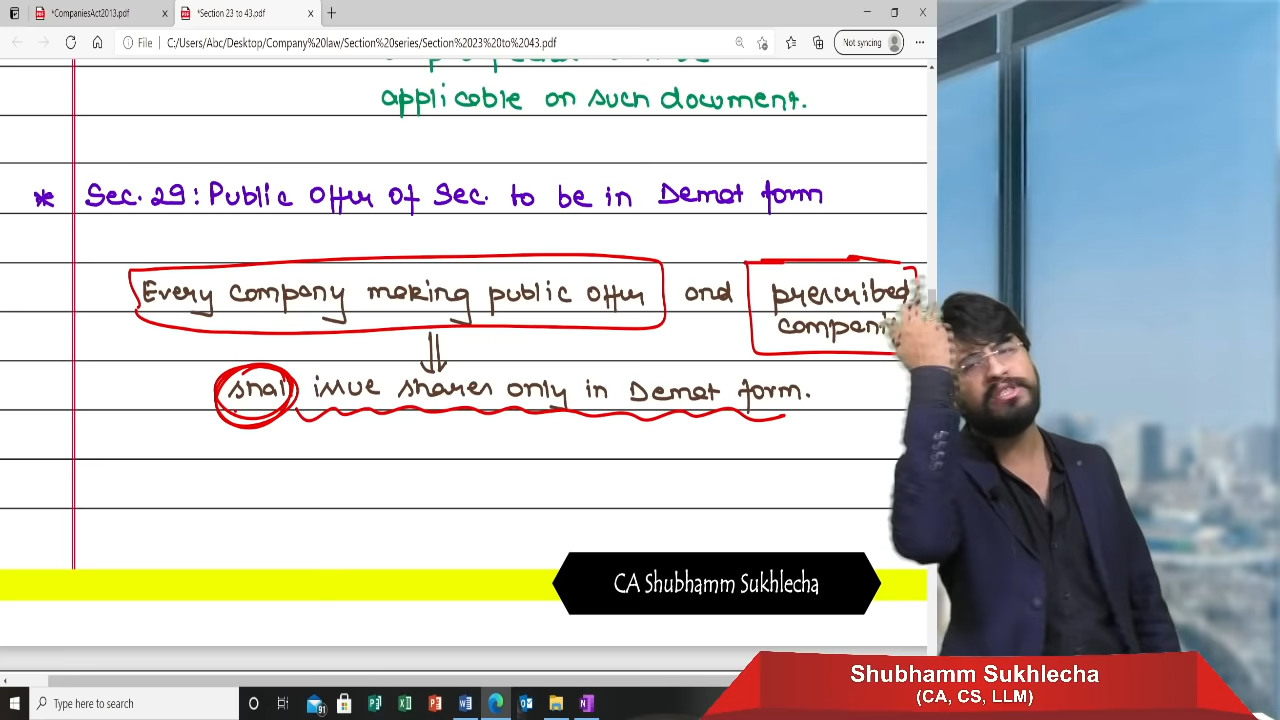 *CompaniesAct2013.pdf
*Section 23 to 43.pdf
File
C:/Users/Abc/Desktop/Company%20law/Section%20series/Section%2023%20to%2043.pdf
Not syncing
applicable on such document.
* Sec. 29: Public Offer Of Sec. to be in Demat form
Every company making public offer and prescribed
compani
shall issue shares only in Demat form.
CA Shubhamm Sukhlecha
Shubhamm Sukhlecha
(CA, CS, LLM)
Type here to search
91